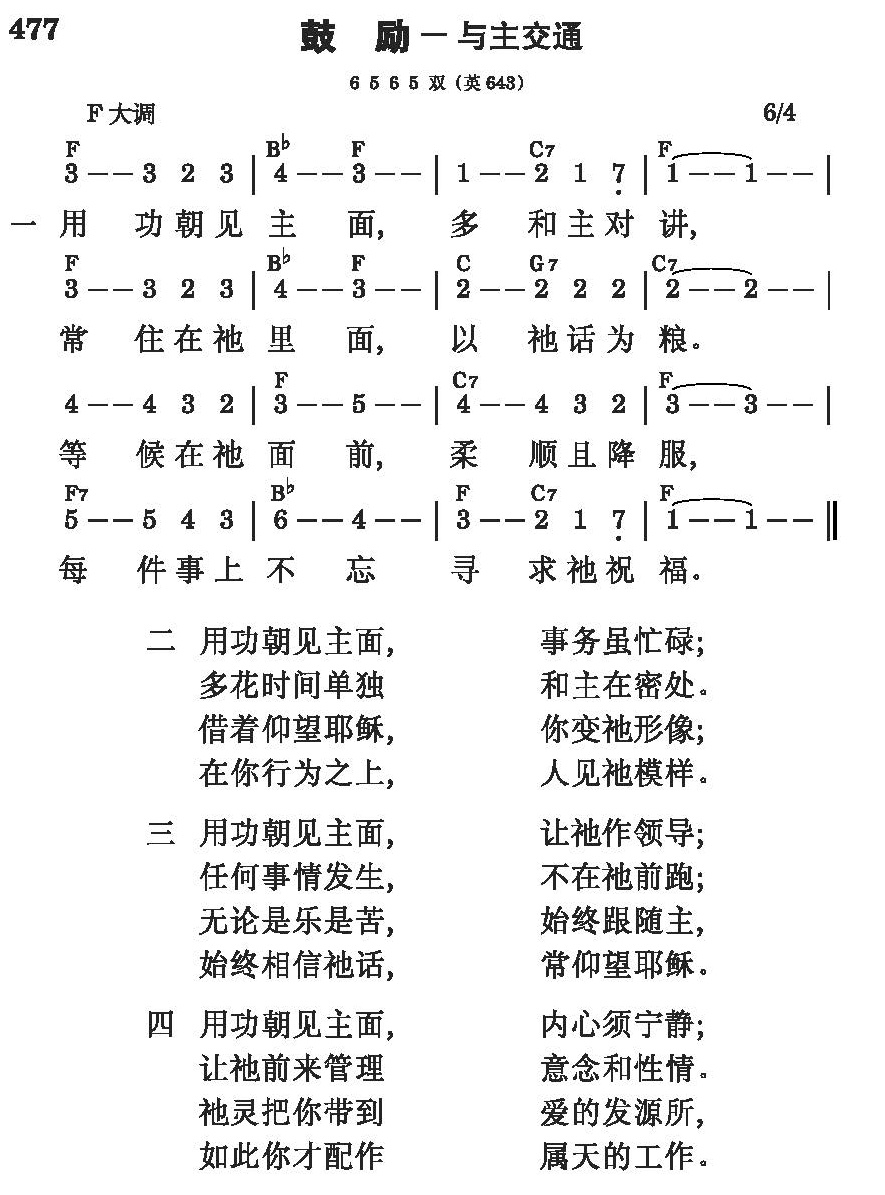 477
鼓 励 — 与主交通
6 5 6 5 双 (英643)
F大调 6/4
F B♭ F C7 F
3 — — 3 2 3 | 4 — — 3 — — | 1 — — 2 1 7̣ | 1 — — 1 — — |
一 用 功朝见 主 面, 多 和主对 讲,
F B♭ F C G7 C7
3 — — 3 2 3 | 4 — — 3 — — | 2 — — 2 2 2 | 2 — — 2 — — |
常 住在祂 里 面, 以 祂话为 粮。
F C7 F
4 — — 4 3 2 | 3 — — 5 — — | 4 — — 4 3 2 | 3 — — 3 — — |
等 候在祂 面 前, 柔 顺且降 服,
F7 B♭ F C7 F
5 — — 5 4 3 | 6 — — 4 — — | 3 — — 2 1 7̣ | 1 — — 1 — — ‖
每 件事上 不 忘 寻 求祂祝 福。
二 用功朝见主面, 事务虽忙碌;
多花时间单独 和主在密处。
借着仰望耶稣, 你变祂形像;
在你行为之上, 人见祂模样。
三 用功朝见主面, 让祂作领导;
任何事情发生, 不在祂前跑;
无论是乐是苦, 始终跟随主,
始终相信祂话, 常仰望耶稣。
四 用功朝见主面, 内心须宁静;
让祂前来管理 意念和性情。
祂灵把你带到 爱的发源所,
如此你才配作 属天的工作。